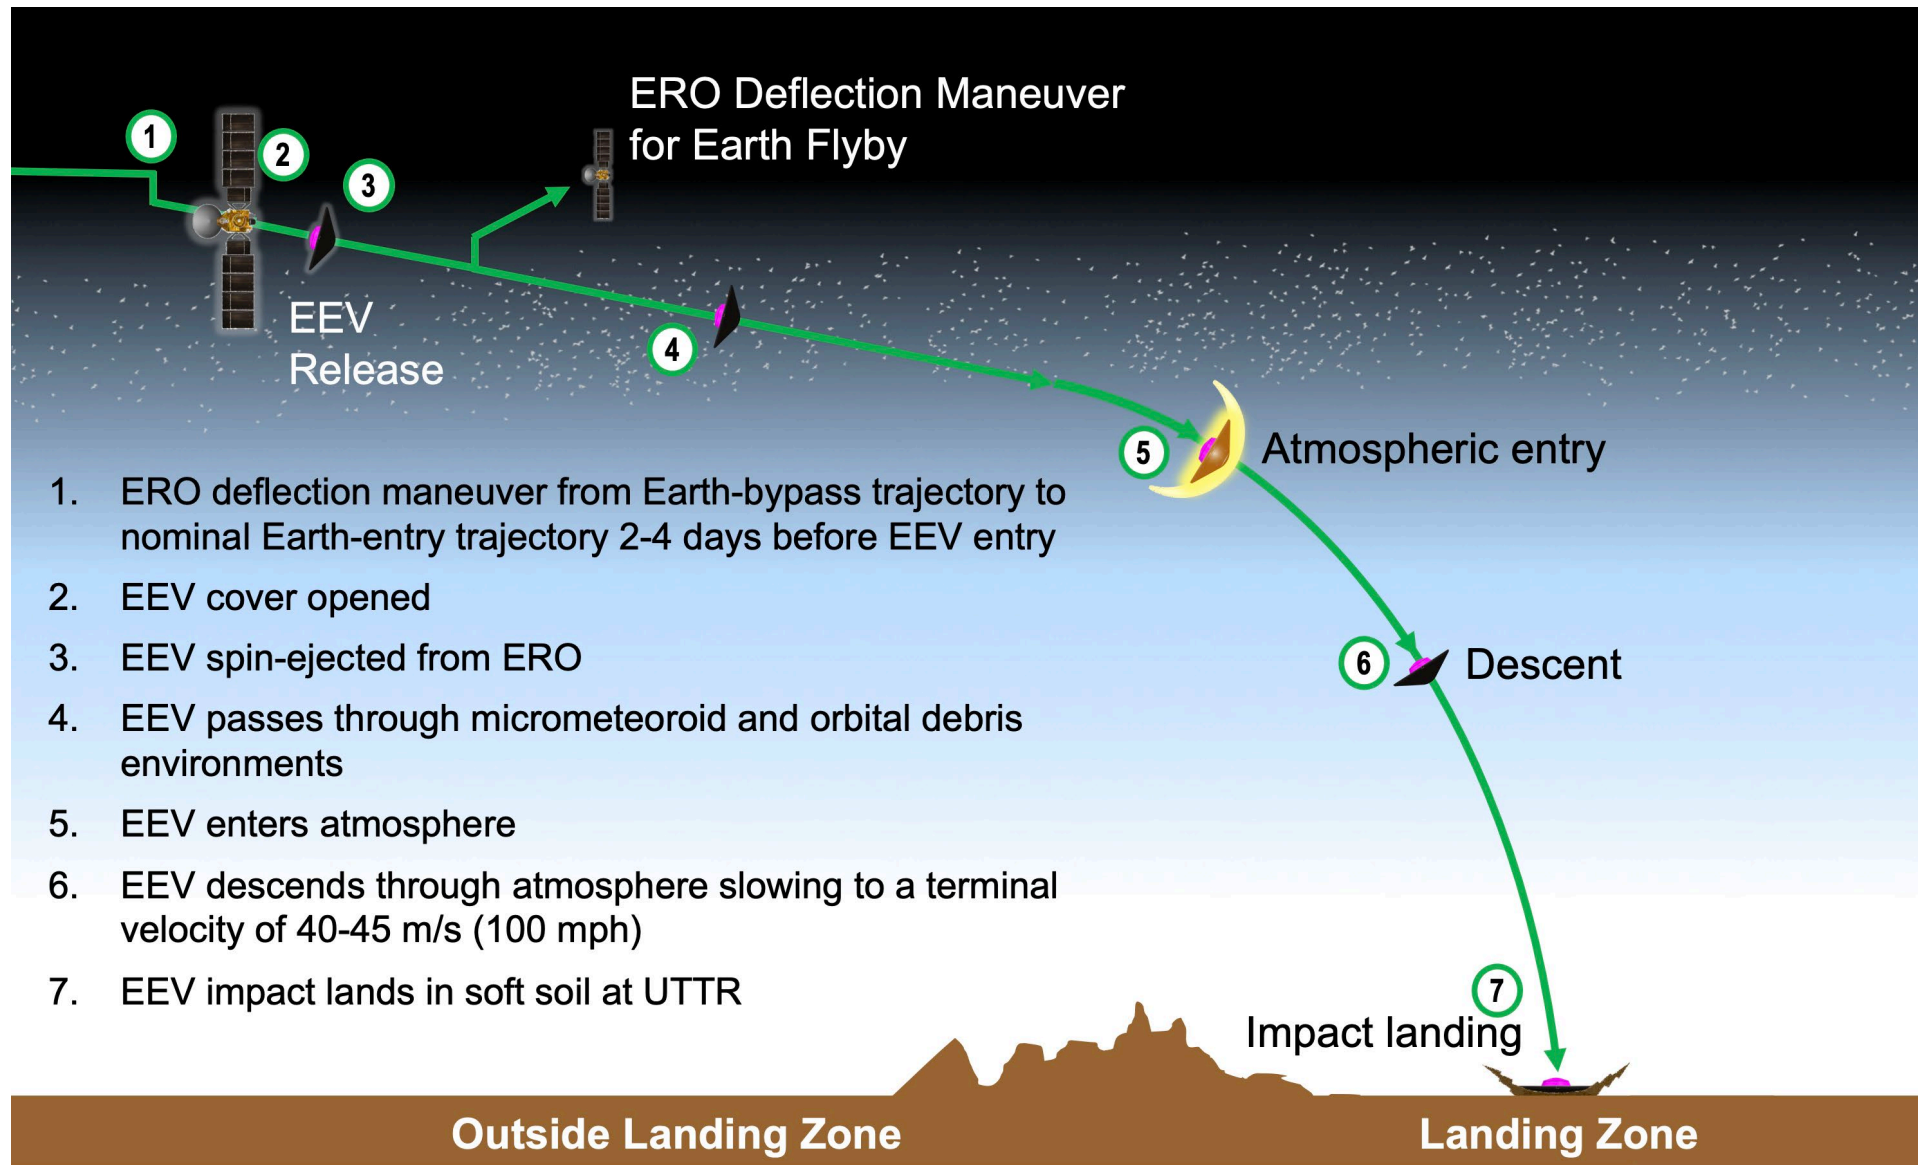 ERO Deflection Maneuver
for Earth Flyby
1
2
3
EEV
Release
4
5
Atmospheric entry
1. ERO deflection maneuver from Earth-bypass trajectory to
nominal Earth-entry trajectory 2-4 days before EEV entry
2. EEV cover opened
3. EEV spin-ejected from ERO
4. EEV passes through micrometeoroid and orbital debris
environments
5. EEV enters atmosphere
6. EEV descends through atmosphere slowing to a terminal
velocity of 40-45 m/s (100 mph)
7. EEV impact lands in soft soil at UTTR
6
Descent
7
Impact landing
Outside Landing Zone
Landing Zone